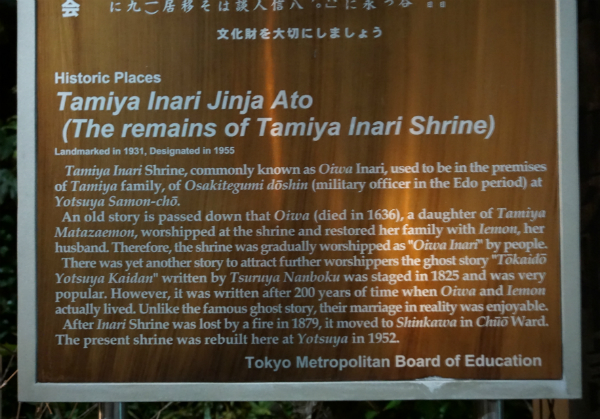 会
文化財を大切にしましょう
Historic Places
Tamiya Inari Jinja Ato
(The remains of Tamiya Inari Shrine)
Landmarked in 1931, Designated in 1955
Tamiya Inari Shrine, commonly known as Oiwa Inari, used to be in the premises
of Tamiya family, of Osakitegumi dōshin (military officer in the Edo period) at
Yotsuya Samon-chō.
An old story is passed down that Oiwa (died in 1636), a daughter of Tamiya
Matazaemon, worshipped at the shrine and restored her family with Iemon, her
husband. Therefore, the shrine was gradually worshipped as "Oiwa Inari" by people.
There was yet another story to attract further worshippers the ghost story "Tōkaidō
Yotsuya Kaidan" written by Tsuruya Nanboku was staged in 1825 and was very
popular. However, it was written after 200 years of time when Oiwa and Iemon
actually lived. Unlike the famous ghost story, their marriage in reality was enjoyable.
After Inari Shrine was lost by a fire in 1879, it moved to Shinkawa in Chūō Ward.
The present shrine was rebuilt here at Yotsuya in 1952.
Tokyo Metropolitan Board of Education